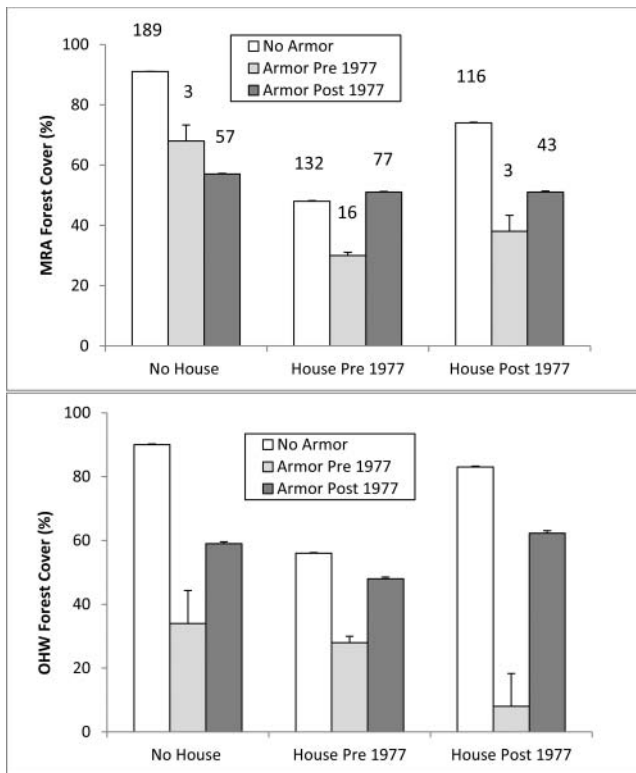 100
80
60
40
20
0
MRA Forest Cover (%)
189
3
57
132
16
77
116
3
43
No Armor
Armor Pre 1977
Armor Post 1977
No House
House Pre 1977
House Post 1977
100
80
60
40
20
0
OHW Forest Cover (%)
No Armor
Armor Pre 1977
Armor Post 1977
No House
House Pre 1977
House Post 1977